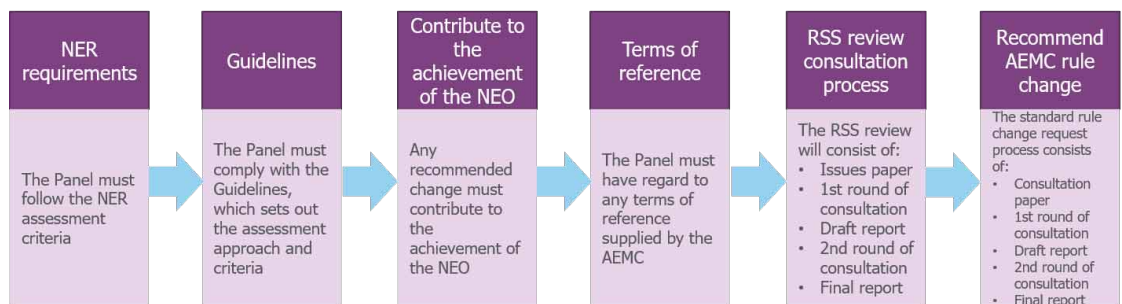 NER
requirements
The Panel must
follow the NER
assessment
criteria
Guidelines
The Panel must
comply with the
Guidelines,
which sets out
the assessment
approach and
criteria
Contribute to
the
achievement
of the NEO
Any
recommended
change must
contribute to
the
achievement of
the NEO
Terms of
reference
The Panel must
have regard to
any terms of
reference
supplied by the
AEMC
RSS review
consultation
process
The RSS review
will consist of:
• Issues paper
• 1st round of
consultation
• Draft report
• 2nd round of
consultation
• Final report
Recommend
AEMC rule
change
The standard rule
change request
process consists
of:
• Consultation
paper
• 1st round of
consultation
• Draft report
• 2nd round of
consultation
• Final report